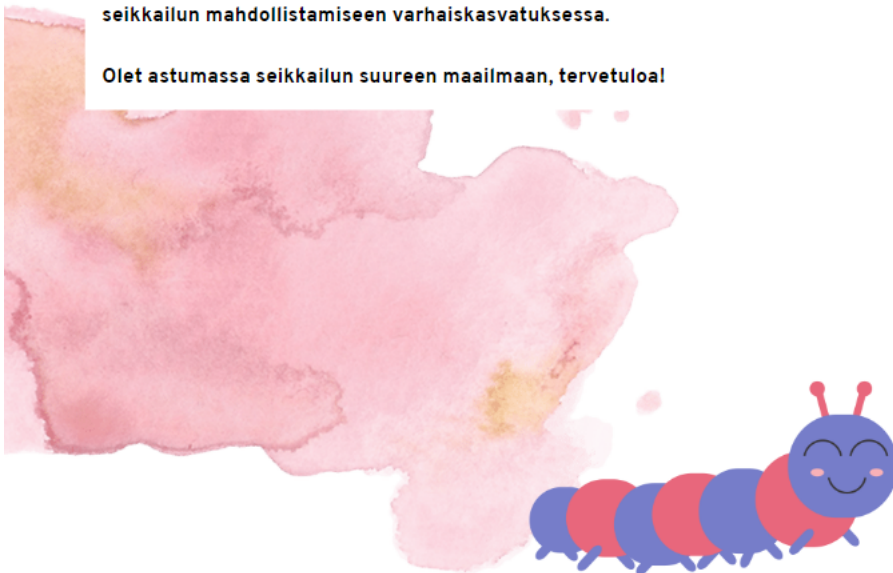 seikkailun mahdollistamiseen varhaiskasvatuksessa.
Olet astumassa seikkailun suureen maailmaan, tervetuloa!